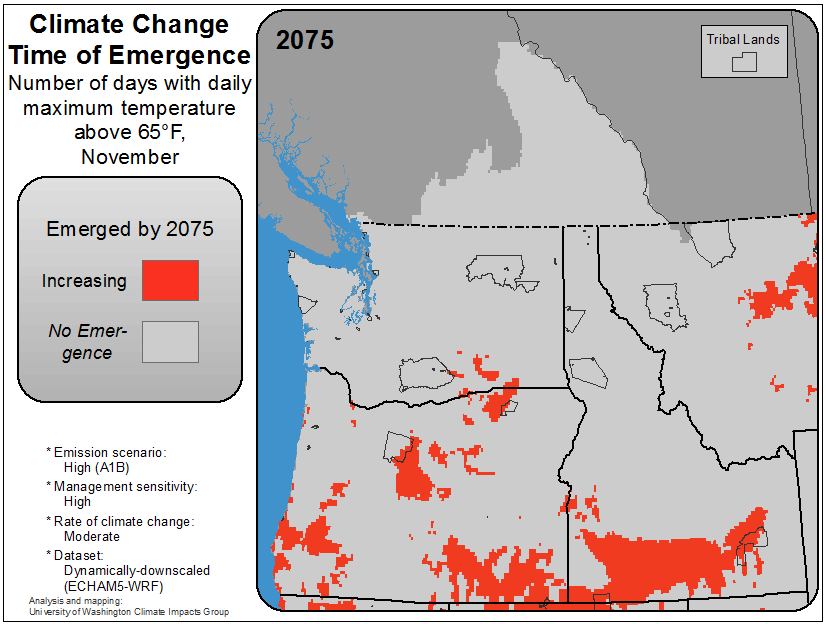 Climate Change
Time of Emergence
Number of days with daily
maximum temperature
above 65°F,
November
2075
Tribal Lands
Emerged by 2075
Increasing
No Emer-
gence
* Emission scenario:
High (A1B)
* Management sensitivity:
High
* Rate of climate change:
Moderate
* Dataset:
Dynamically-downscaled
(ECHAM5-WRF)
Analysis and mapping:
University of Washington Climate Impacts Group